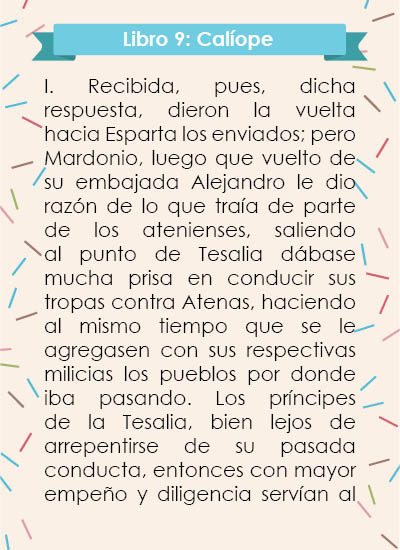 Libro 9: Calíope
I. Recibida, pues, dicha
respuesta, dieron la vuelta
hacia Esparta los enviados; pero
Mardonio, luego que vuelto de
su embajada Alejandro le dio
razón de lo que traía de parte
de los atenienses, saliendo
al punto de Tesalia dábase
mucha prisa en conducir sus
tropas contra Atenas, haciendo
al mismo tiempo que se le
agregasen con sus respectivas
milicias los pueblos por donde
iba pasando. Los príncipes
de la Tesalia, bien lejos de
arrepentirse de su pasada
conducta, entonces con mayor
empeño y diligencia servían al